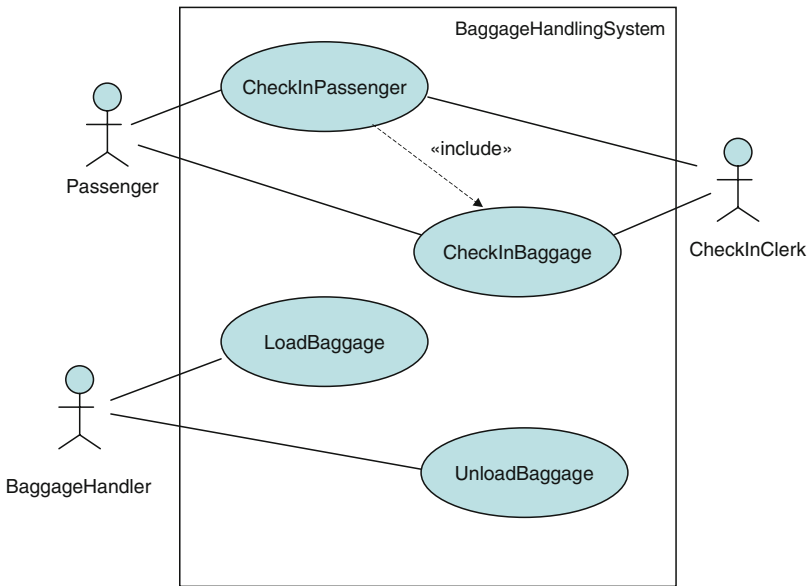 BaggageHandlingSystem
CheckInPassenger
«include»
Passenger
CheckInBaggage
CheckInClerk
LoadBaggage
UnloadBaggage
BaggageHandler